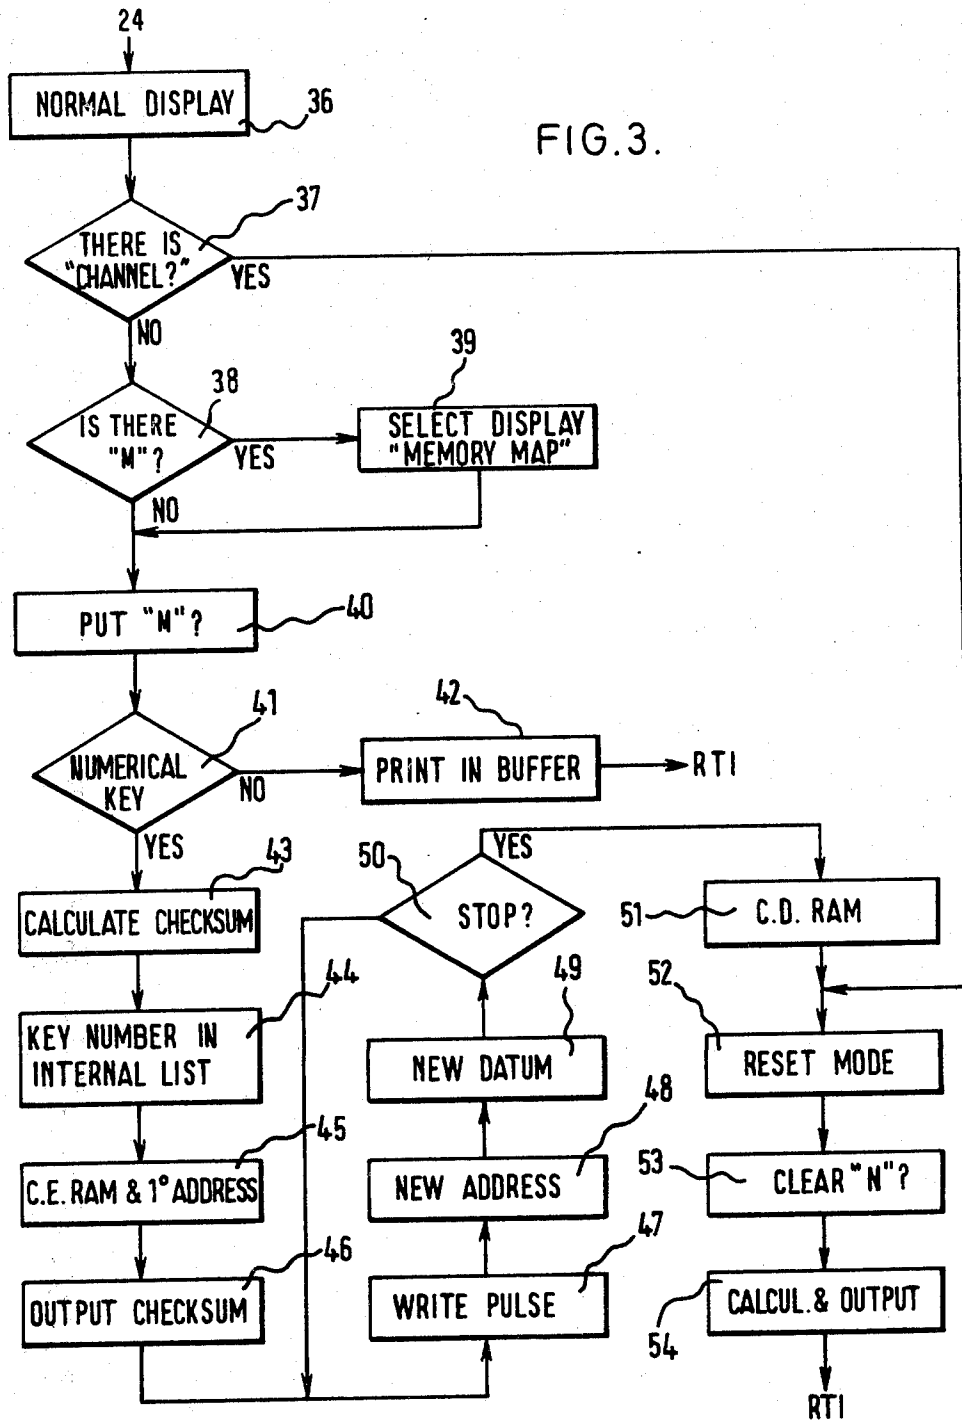 24
NORMAL DISPLAY
36
FIG.3.
37
THERE IS
"CHANNEL?"
YES
NO
38
IS THERE
"M"?
YES
NO
39
SELECT DISPLAY
"MEMORY MAP"
PUT "M"?
40
41
NUMERICAL
KEY
NO
YES
42
PRINT IN BUFFER
RTI
43
CALCULATE CHECKSUM
44
KEY NUMBER IN
INTERNAL LIST
45
C.E. RAM & 1° ADDRESS
46
OUTPUT CHECKSUM
47
WRITE PULSE
48
NEW ADDRESS
49
NEW DATUM
50
STOP?
YES
51
C.D. RAM
52
RESET MODE
53
CLEAR "N"?
54
CALCUL. & OUTPUT
RTI